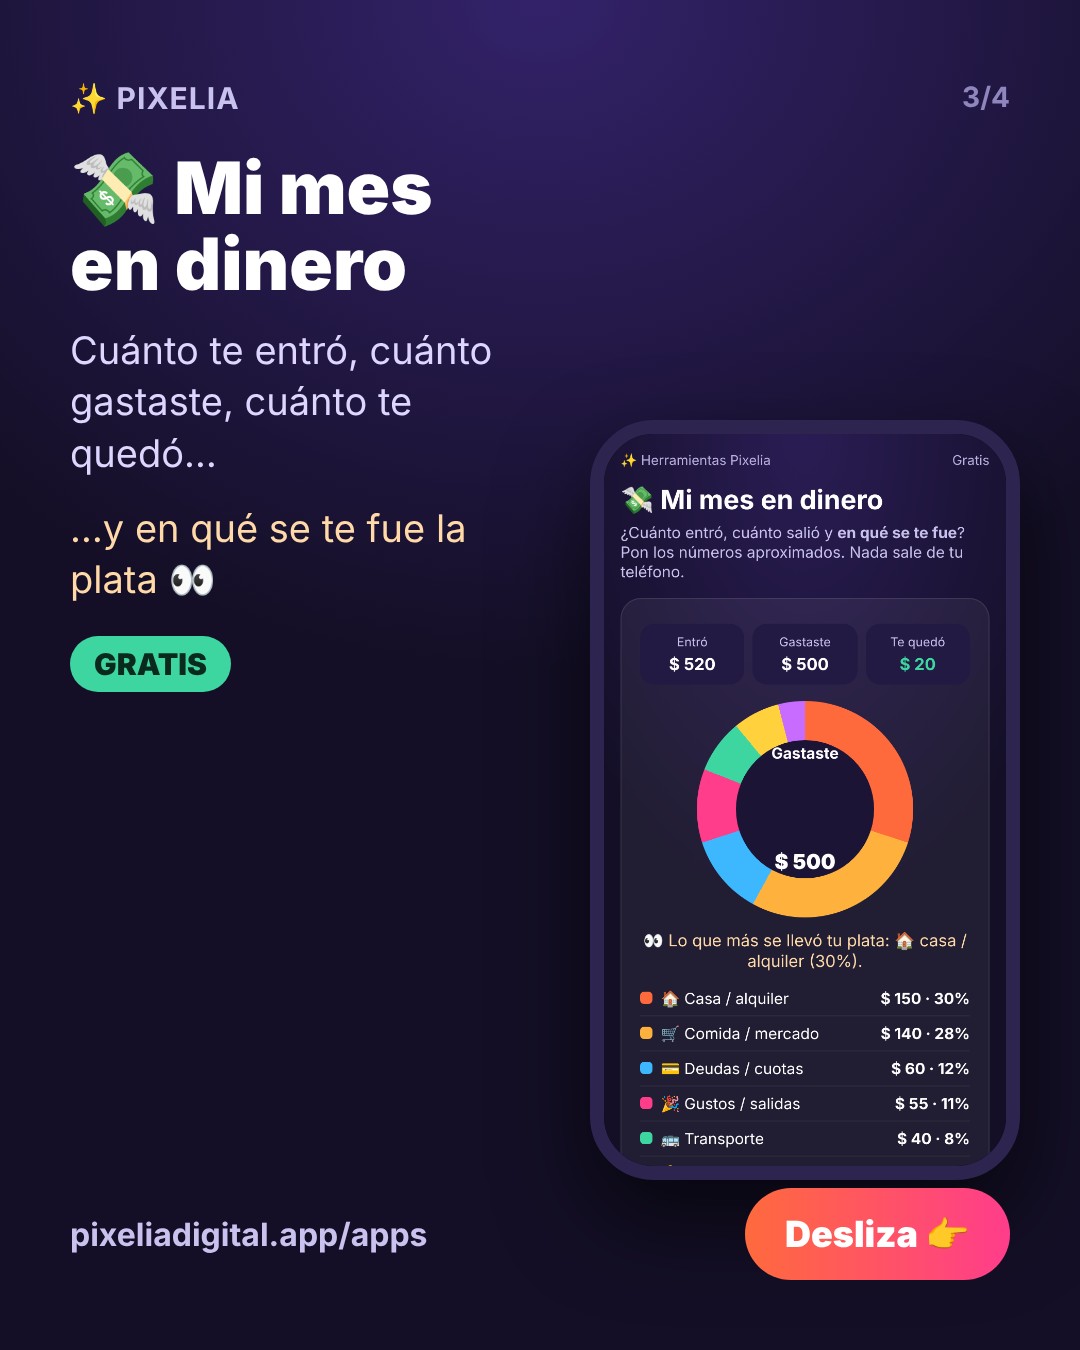 ✨ PIXELIA
3/4
💸 Mi mes
en dinero
Cuánto te entró, cuánto
gastaste, cuánto te
quedó...
...y en qué se te fue la
plata 👀
GRATIS
✨ Herramientas Pixelia
Gratis
💸 Mi mes en dinero
¿Cuánto entró, cuánto salió y en qué se te fue?
Pon los números aproximados. Nada sale de tu
teléfono.
Entró
$ 520
Gastaste
$ 500
Te quedó
$ 20
Gastaste
$ 500
👀 Lo que más se llevó tu plata: 🏠 casa /
alquiler (30%).
🏠 Casa / alquiler $ 150 · 30%
🛒 Comida / mercado $ 140 · 28%
💳 Deudas / cuotas $ 60 · 12%
🎉 Gustos / salidas $ 55 · 11%
🚌 Transporte $ 40 · 8%
pixeliadigital.app/apps
Desliza 👉